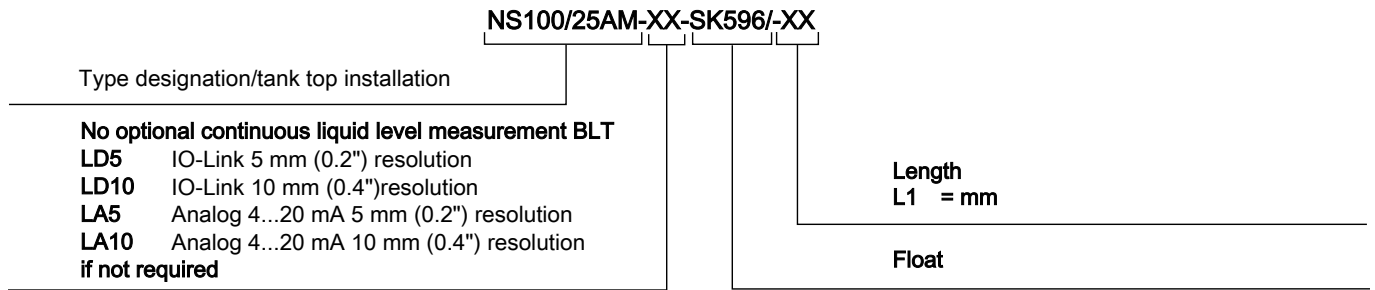 NS100/25AM-XX-SK596/-XX
Type designation/tank top installation
No optional continuous liquid level measurement BLT
LD5 IO-Link 5 mm (0.2") resolution
LD10 IO-Link 10 mm (0.4")resolution
LA5 Analog 4...20 mA 5 mm (0.2") resolution
LA10 Analog 4...20 mA 10 mm (0.4") resolution
if not required
Length
L1 = mm
Float